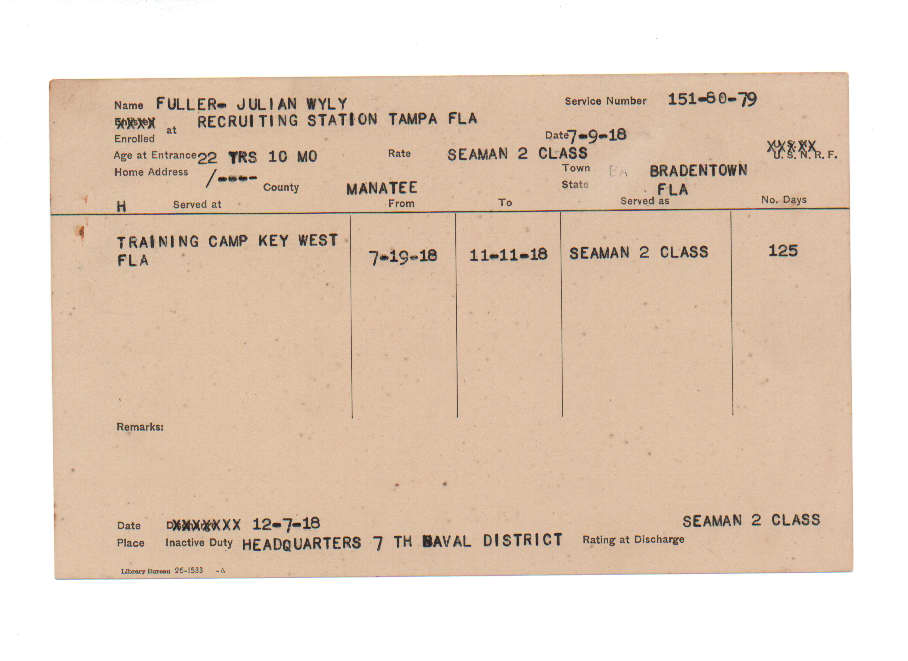 Name FULLER- JULIAN WYLY Service Number 151-80-79
at RECRUITING STATION TAMPA FLA
Enrolled Date 7-9-18
Age at Entrance 22 YRS 10 MO Rate SEAMAN 2 CLASS U. S. N. R. F.
Home Address /---- County MANATEE Town BRADENTOWN
State FLA
H Served at From To Served as No. Days
TRAINING CAMP KEY WEST
FLA 7-19-18 11-11-18 SEAMAN 2 CLASS 125
Remarks:
Date XXXXXXX 12-7-18 SEAMAN 2 CLASS
Place Inactive Duty HEADQUARTERS 7 TH NAVAL DISTRICT Rating at Discharge
Library Bureau 26-1533 -A